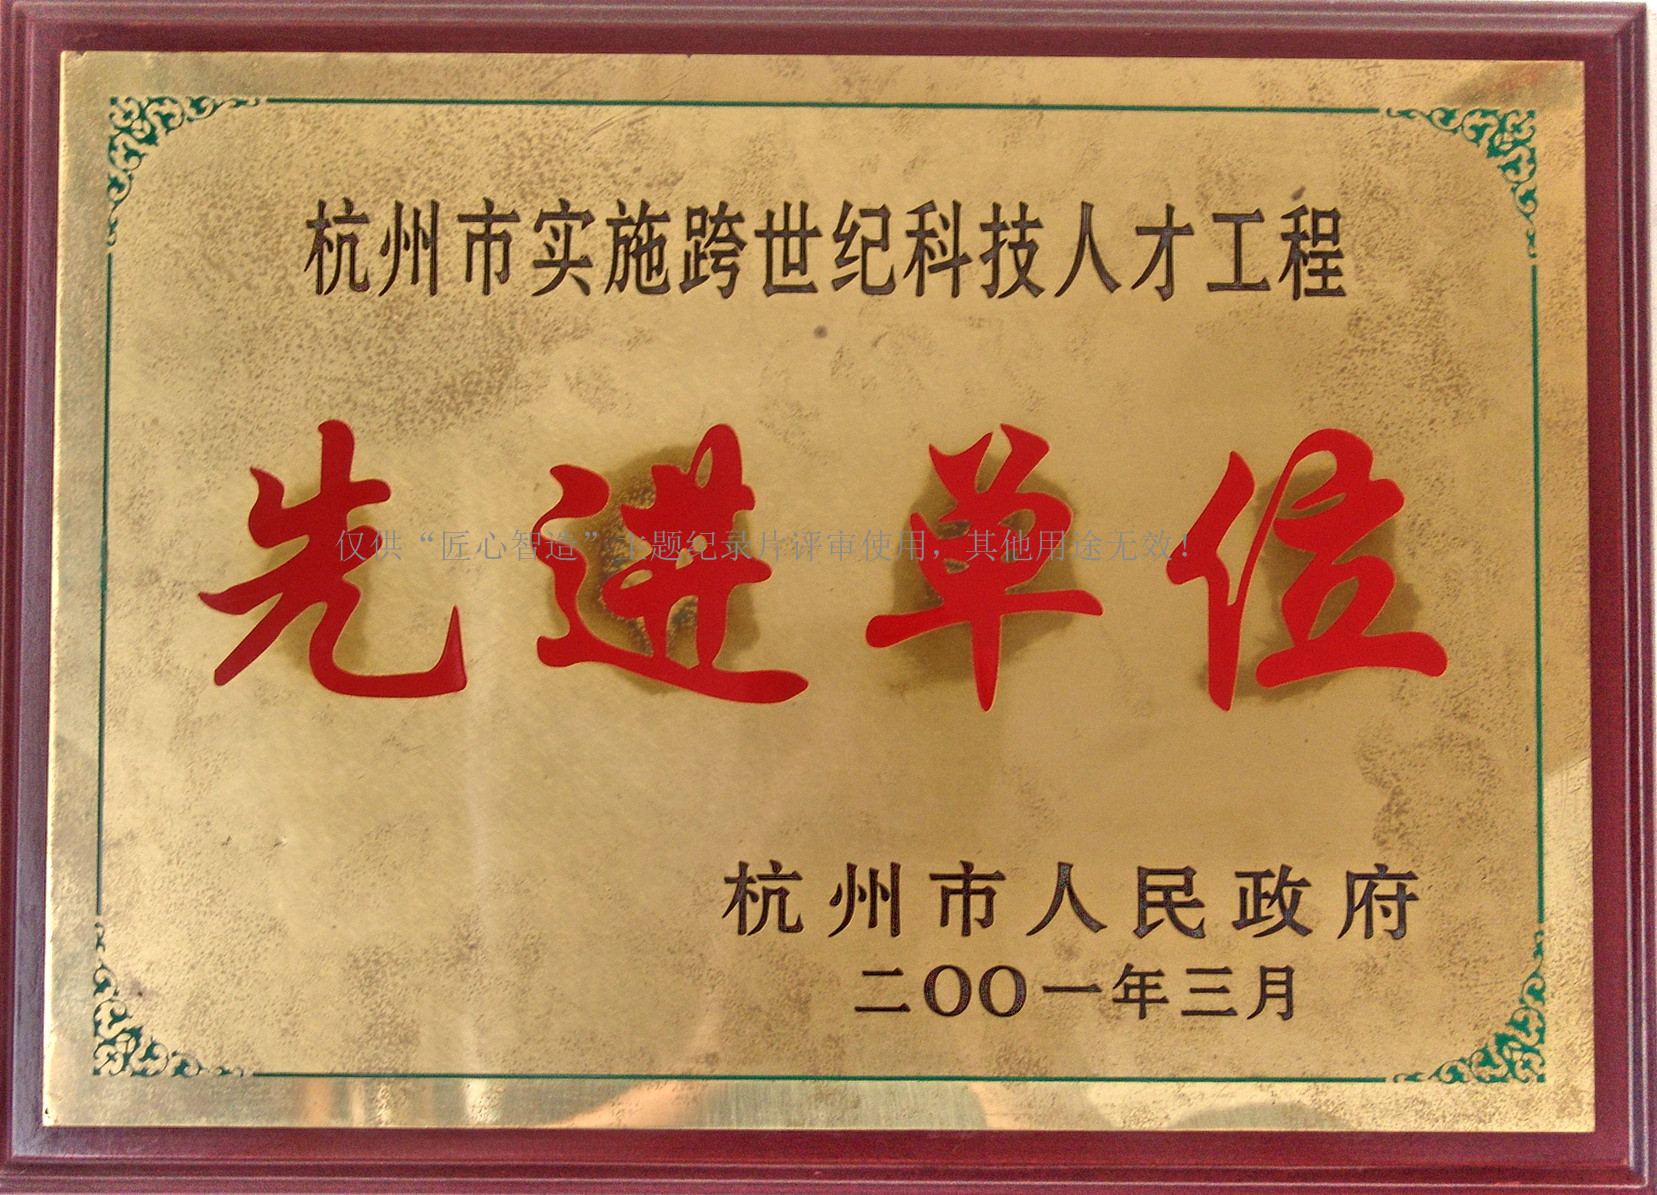 杭州市实施跨世纪科技人才工程
先进单位
仅供“匠心智造”主题纪录片评审使用，其他用途无效！
杭州市人民政府
二〇〇一年三月